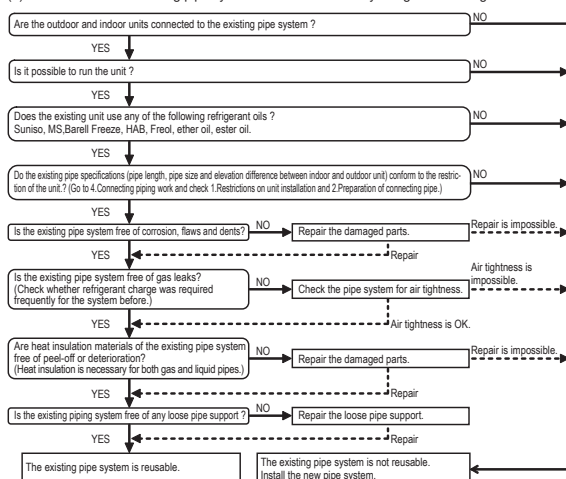 Are the outdoor and indoor units connected to the existing pipe system ?
NO
YES
Is it possible to run the unit ?
NO
YES
Does the existing unit use any of the following refrigerant oils ?
Suniso, MS,Barell Freeze, HAB, Freol, ether oil, ester oil.
NO
YES
Do the existing pipe specifications (pipe length, pipe size and elevation difference between indoor and outdoor unit) conform to the restric-
tion of the unit.? (Go to 4.Connecting piping work and check 1.Restrictions on unit installation and 2.Preparation of connecting pipe.)
NO
YES
Is the existing pipe system free of corrosion, flaws and dents?
NO
Repair the damaged parts.
Repair is impossible.
YES
Repair
Is the existing pipe system free of gas leaks?
(Check whether refrigerant charge was required
frequently for the system before.)
NO
Check the pipe system for air tightness.
Air tightness is
impossible.
YES
Air tightness is OK.
Are heat insulation materials of the existing pipe system
free of peel-off or deterioration?
(Heat insulation is necessary for both gas and liquid pipes.)
NO
Repair the damaged parts.
Repair is impossible.
YES
Repair
Is the existing piping system free of any loose pipe support ?
NO
Repair the loose pipe support.
YES
Repair
The existing pipe system is reusable.
The existing pipe system is not reusable.
Install the new pipe system.